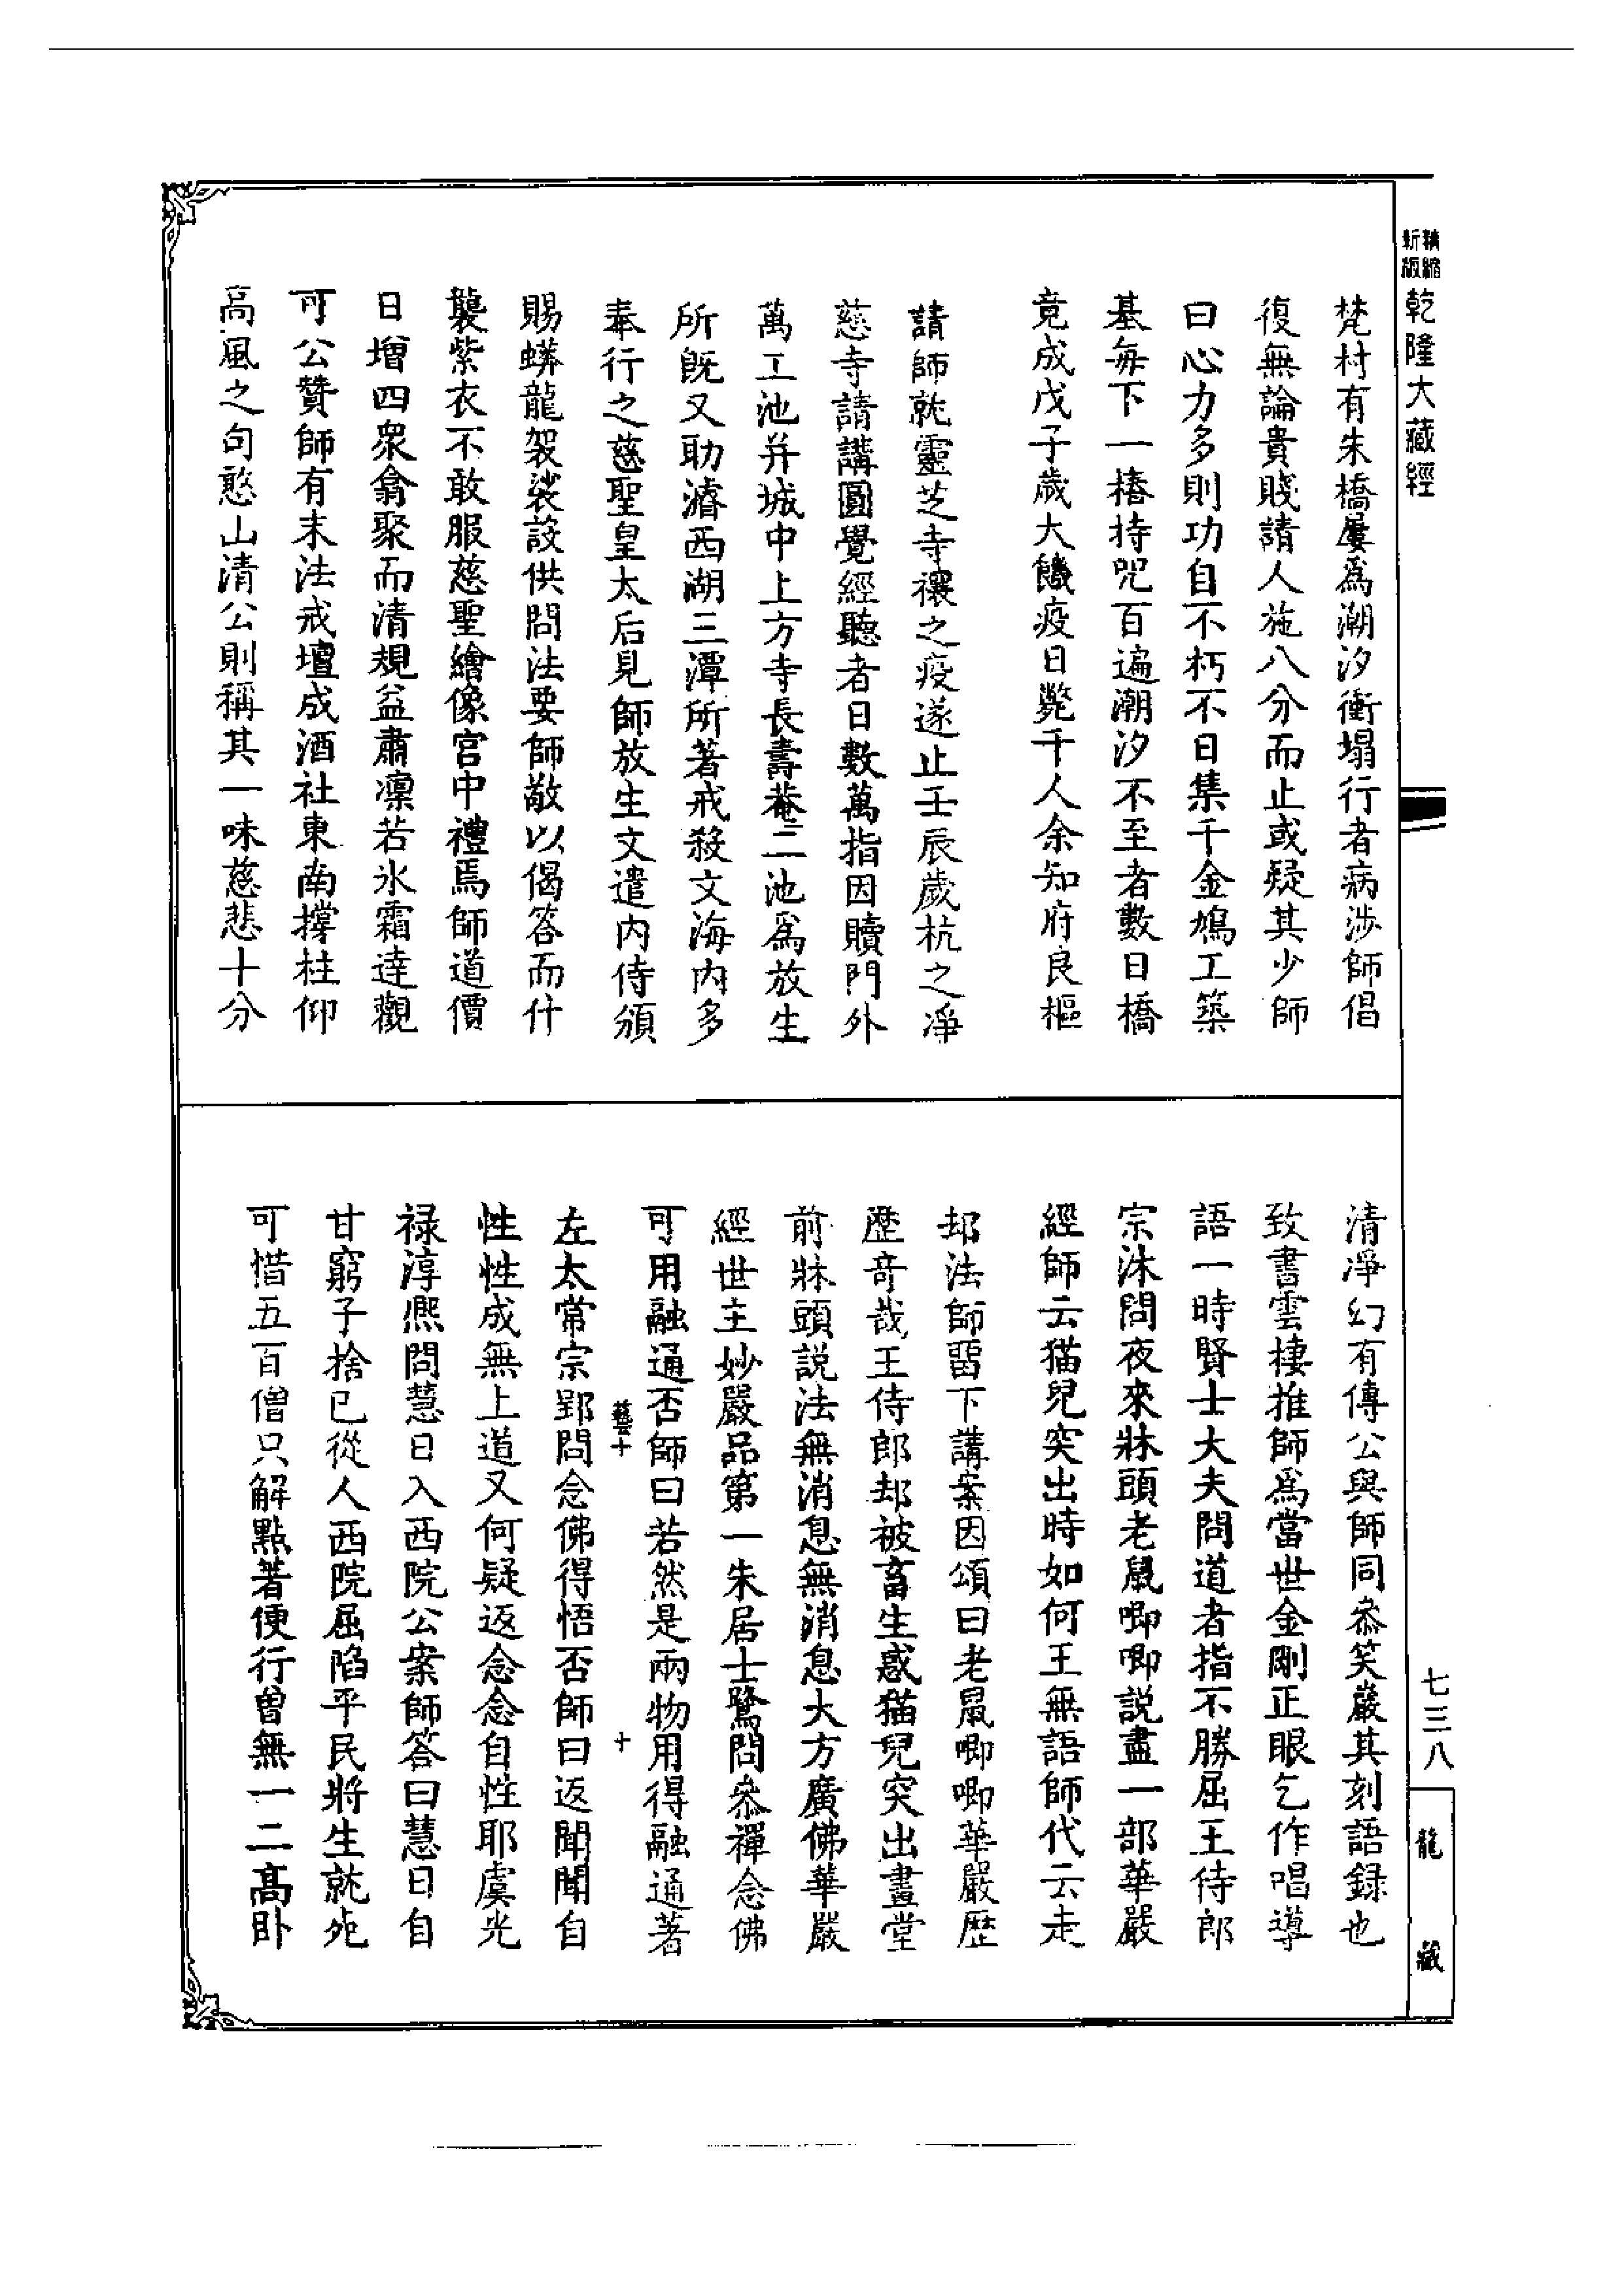 精縮新版
乾隆大藏經
梵村有朱橋屢爲潮汐衝塌行者病涉師倡
復無論貴賤請人施八分而止或疑其少師
曰心力多則功自不朽不日集千金鳩工築
基每下一樁持咒百遍潮汐不至者數日橋
竟成戊子歲大饑疫日斃千人余知府良樞
請師就靈芝寺禳之疫遂止壬辰歲杭之淨
慈寺請講圓覺經聽者日數萬指因贖門外
萬工池并城中上方寺長壽菴二池爲放生
所既又助濬西湖三潭所著戒殺文海內多
奉行之慈聖皇太后見師放生文遣內侍頒
賜蟒龍袈裟設供問法要師敬以偈答而什
襲紫衣不敢服慈聖繪像宮中禮焉師道價
日增四衆翕聚而清規益肅凜若氷霜達觀
可公贊師有末法戒壇成酒社東南撐柱仰
高風之句憨山清公則稱其一味慈悲十分
清淨幻有傳公與師同叅笑巖其刻語録也
致書雲棲推師爲當世金剛正眼乞作唱導
語一時賢士大夫問道者指不勝屈王侍郎
宗沐問夜來牀頭老鼠唧唧說盡一部華嚴
經師云猫兒突出時如何王無語師代云走
却法師留下講案因頌曰老鼠唧唧華嚴歷
歷奇哉王侍郎却被畜生惑猫兒突出畫堂
前牀頭說法無消息無消息大方廣佛華嚴
經世主妙嚴品第一朱居士鷺問叅禪念佛
可用融通否師曰若然是兩物用得融通著
藝十 十
左太常宗郢問念佛得悟否師曰返聞聞自
性性成無上道又何疑返念念自性耶虞光
禄淳熈問慧日入西院公案師答曰慧日自
甘窮子捨已從人西院屈陷平民將生就死
可惜五百僧只解點著便行曾無一二高卧
七三八
龍藏